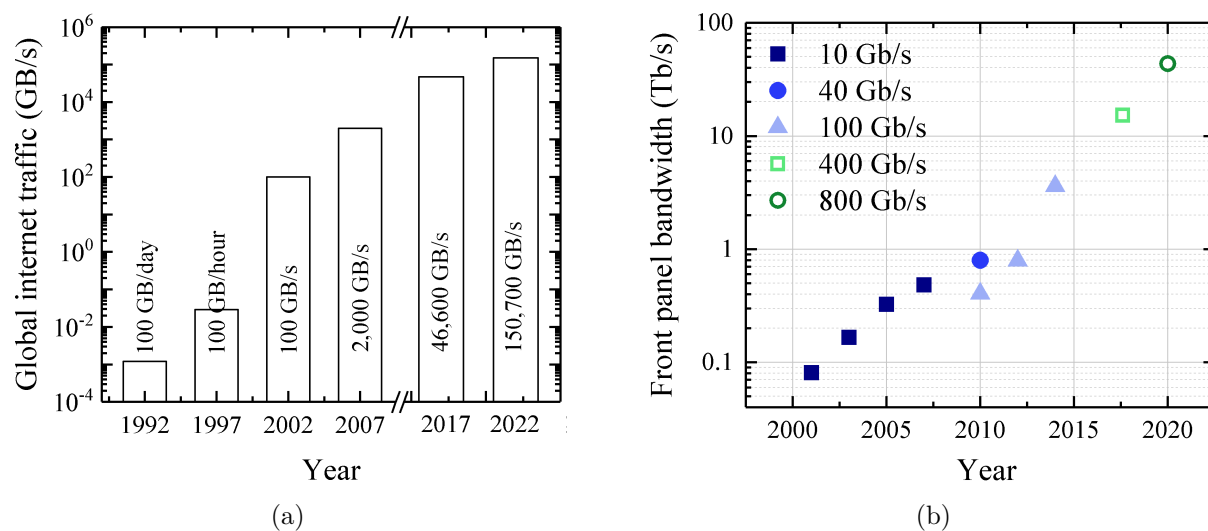 Global internet traffic (GB/s)
10^6
10^4
10^2
10^0
10^-2
10^-4
100 GB/day
100 GB/hour
100 GB/s
2,000 GB/s
46,600 GB/s
150,700 GB/s
1992 1997 2002 2007 2017 2022
Year
(a)
Front panel bandwidth (Tb/s)
100
10
1
0.1
10 Gb/s
40 Gb/s
100 Gb/s
400 Gb/s
800 Gb/s
2000 2005 2010 2015 2020
Year
(b)